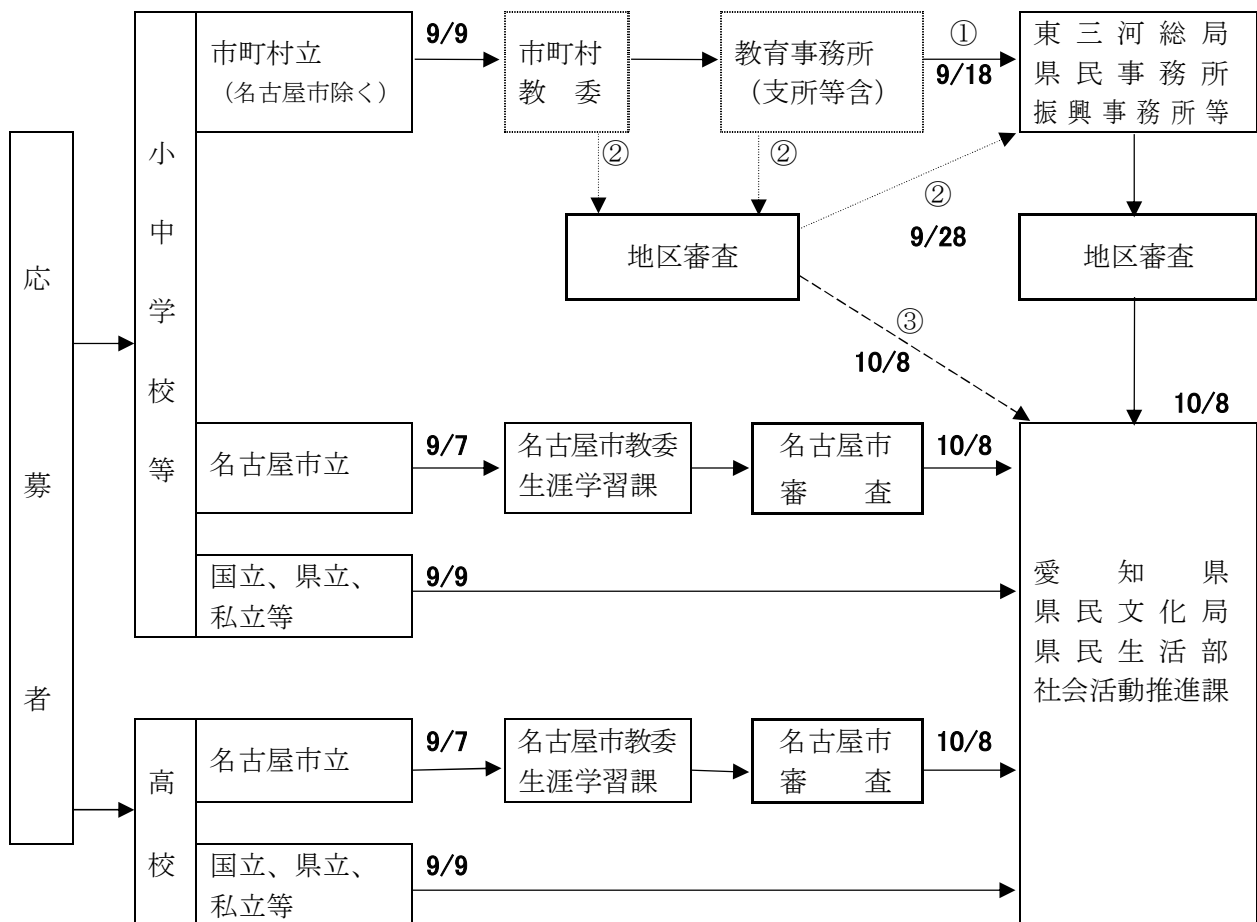 応募者
小中学校等
市町村立
（名古屋市除く）
9/9
市町村
教　委
教育事務所
（支所等含）
①
9/18
東三河総局
県民事務所
振興事務所等
②
②
地区審査
②
9/28
地区審査
③
10/8
10/8
名古屋市立
9/7
名古屋市教委
生涯学習課
名古屋市
審　　査
10/8
国立、県立、
私立等
9/9
愛　知　県
県民文化局
県民生活部
社会活動推進課
高校
名古屋市立
9/7
名古屋市教委
生涯学習課
名古屋市
審　　査
10/8
国立、県立、
私立等
9/9